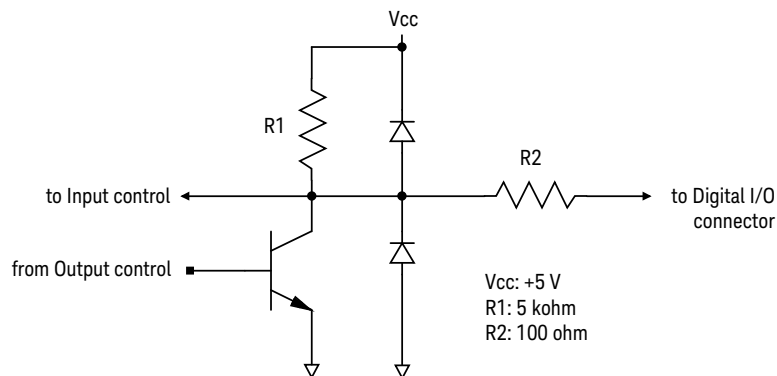 Vcc
R1
R2
to Input control
to Digital I/O
connector
from Output control
Vcc: +5 V
R1: 5 kohm
R2: 100 ohm